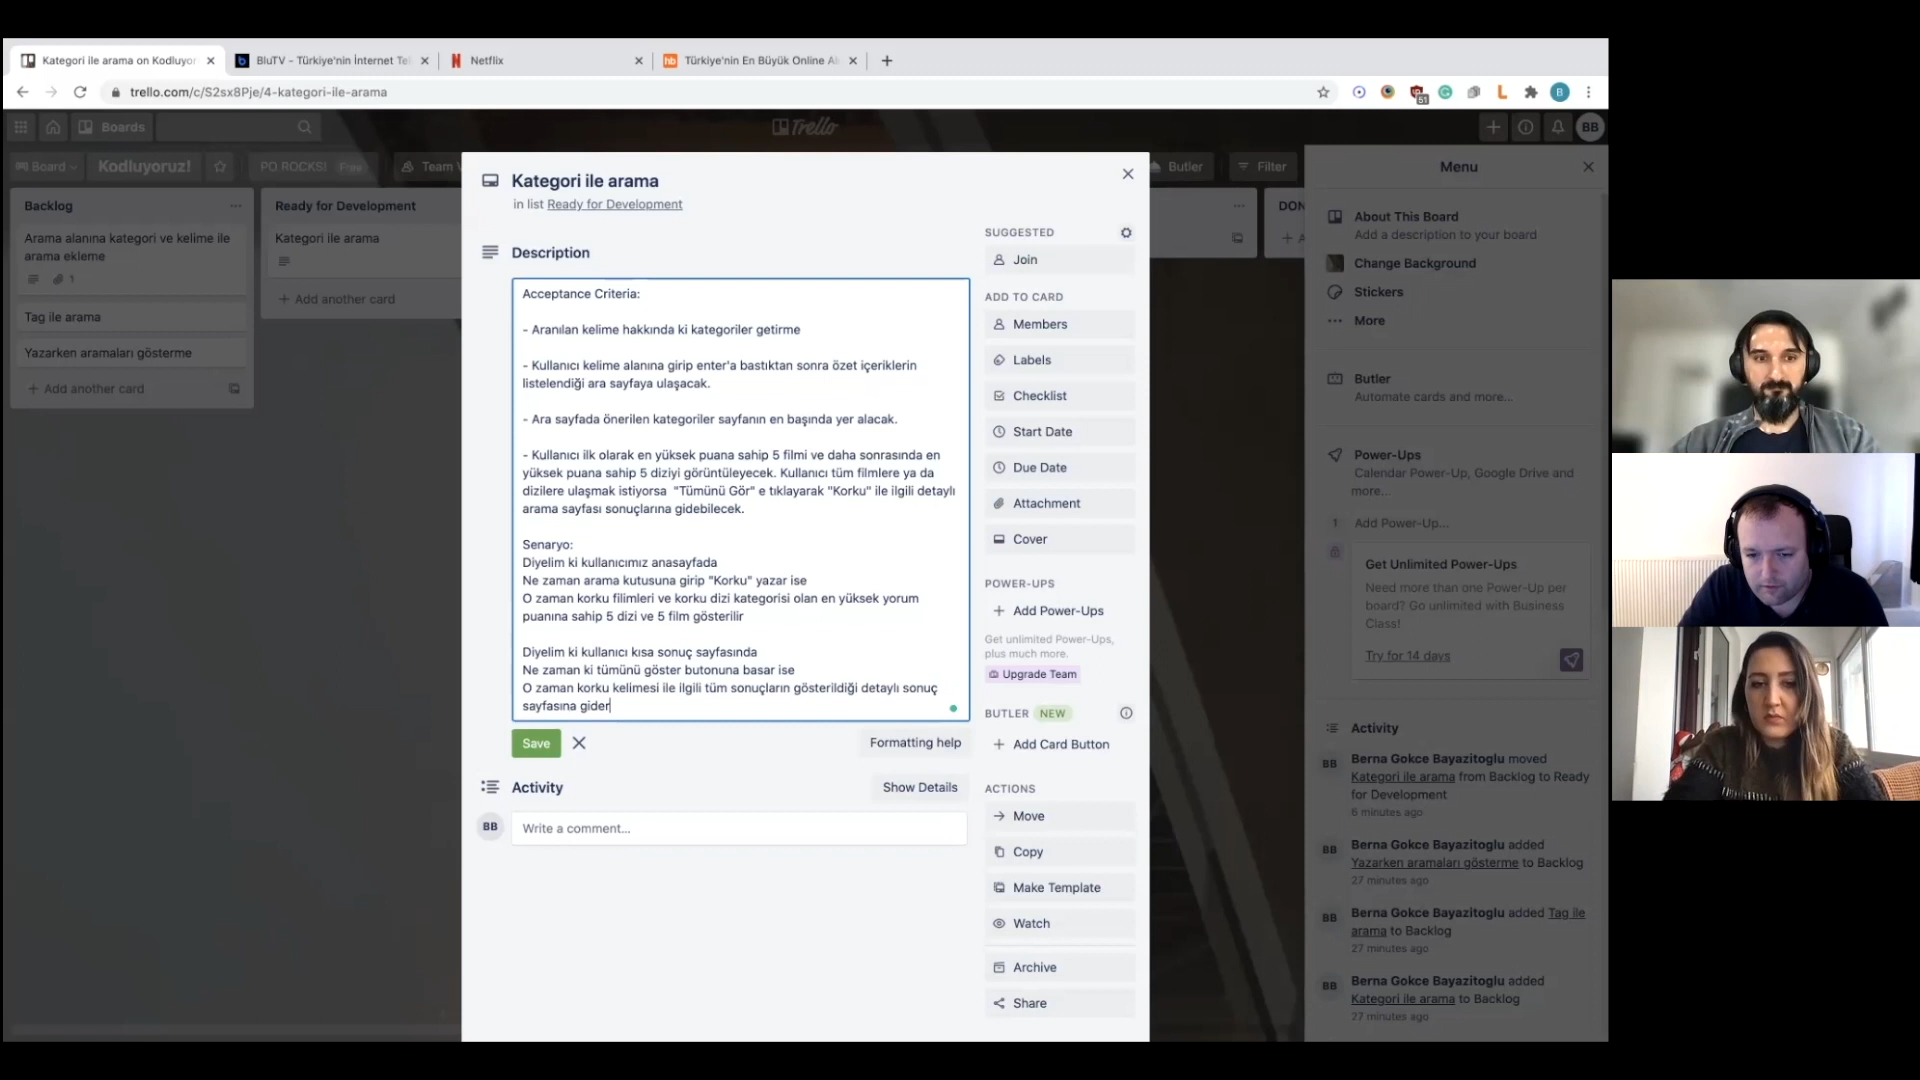 Kategori ile arama on Kodluyor
BluTV - Türkiye'nin İnternet Te
Netflix
Türkiye'nin En Büyük Online A
trello.com/c/S2sx8Pje/4-kategori-ile-arama
51
B
Boards
Trello
BB
Board
Kodluyoruz!
PO ROCKS!
Free
Team V
Butler
Filter
Backlog
Arama alanına kategori ve kelime ile
arama ekleme
1
Tag ile arama
Yazarken aramaları gösterme
+ Add another card
Ready for Development
Kategori ile arama
+ Add another card
DON
Kategori ile arama
in list Ready for Development
Description
Acceptance Criteria:
- Aranılan kelime hakkında ki kategoriler getirme
- Kullanıcı kelime alanına girip enter'a bastıktan sonra özet içeriklerin
listelendiği ara sayfaya ulaşacak.
- Ara sayfada önerilen kategoriler sayfanın en başında yer alacak.
- Kullanıcı ilk olarak en yüksek puana sahip 5 filmi ve daha sonrasında en
yüksek puana sahip 5 diziyi görüntüleyecek. Kullanıcı tüm filmlere ya da
dizilere ulaşmak istiyorsa "Tümünü Gör" e tıklayarak "Korku" ile ilgili detaylı
arama sayfası sonuçlarına gidebilecek.
Senaryo:
Diyelim ki kullanıcımız anasayfada
Ne zaman arama kutusuna girip "Korku" yazar ise
O zaman korku filimleri ve korku dizi kategorisi olan en yüksek yorum
puanına sahip 5 dizi ve 5 film gösterilir
Diyelim ki kullanıcı kısa sonuç sayfasında
Ne zaman ki tümünü göster butonuna basar ise
O zaman korku kelimesi ile ilgili tüm sonuçların gösterildiği detaylı sonuç
sayfasına gider
Save
Formatting help
Activity
Show Details
BB
Write a comment...
SUGGESTED
Join
ADD TO CARD
Members
Labels
Checklist
Start Date
Due Date
Attachment
Cover
POWER-UPS
+ Add Power-Ups
Get unlimited Power-Ups,
plus much more.
Upgrade Team
BUTLER NEW
+ Add Card Button
ACTIONS
Move
Copy
Make Template
Watch
Archive
Share
Menu
About This Board
Add a description to your board
Change Background
Stickers
More
Butler
Automate cards and more...
Power-Ups
Calendar Power-Up, Google Drive and
more...
1 Add Power-Up...
Get Unlimited Power-Ups
Need more than one Power-Up per
board? Go unlimited with Business
Class!
Try for 14 days
Activity
BB
Berna Gokce Bayazitoglu moved
Kategori ile arama from Backlog to Ready
for Development
6 minutes ago
BB
Berna Gokce Bayazitoglu added
Yazarken aramaları gösterme to Backlog
27 minutes ago
BB
Berna Gokce Bayazitoglu added Tag ile
arama to Backlog
27 minutes ago
BB
Berna Gokce Bayazitoglu added
Kategori ile arama to Backlog
27 minutes ago